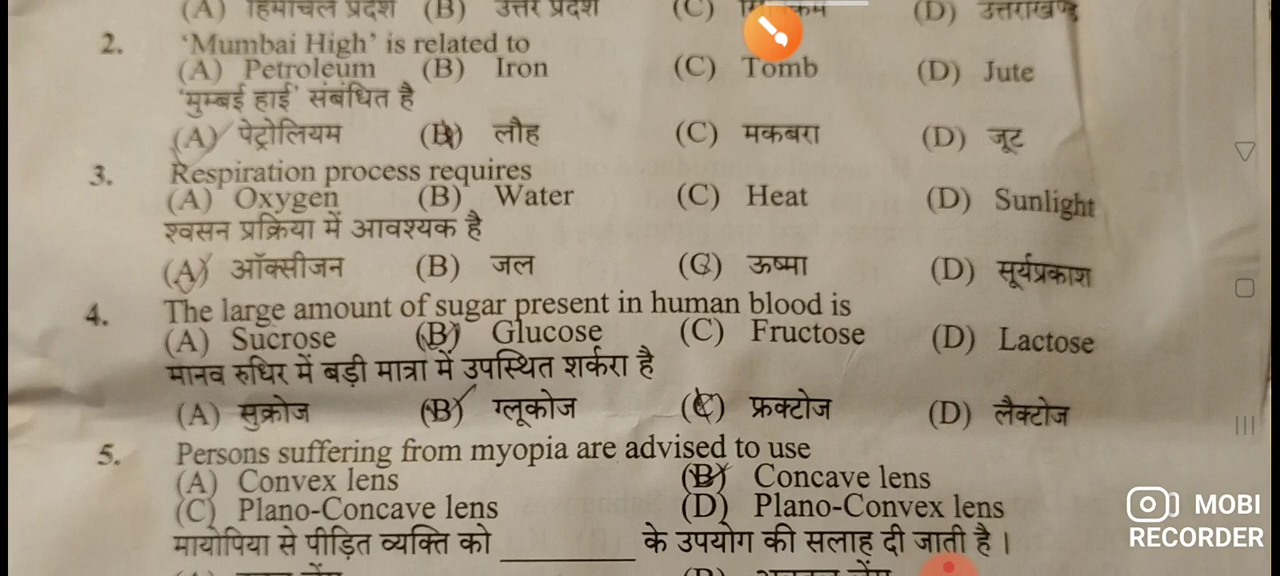 (A) हिमाचल प्रदेश (B) उत्तर प्रदेश (C) (D) उत्तराखण्ड
2. 'Mumbai High' is related to
(A) Petroleum (B) Iron (C) Tomb (D) Jute
'मुम्बई हाई' संबंधित है
(A) पेट्रोलियम (B) लौह (C) मकबरा (D) जूट
3. Respiration process requires
(A) Oxygen (B) Water (C) Heat (D) Sunlight
श्वसन प्रक्रिया में आवश्यक है
(A) ऑक्सीजन (B) जल (C) ऊष्मा (D) सूर्यप्रकाश
4. The large amount of sugar present in human blood is
(A) Sucrose (B) Glucose (C) Fructose (D) Lactose
मानव रुधिर में बड़ी मात्रा में उपस्थित शर्करा है
(A) सुक्रोज (B) ग्लूकोज (C) फ्रक्टोज (D) लैक्टोज
5. Persons suffering from myopia are advised to use
(A) Convex lens (B) Concave lens
(C) Plano-Concave lens (D) Plano-Convex lens
मायोपिया से पीड़ित व्यक्ति को ________ के उपयोग की सलाह दी जाती है ।
MOBI
RECORDER